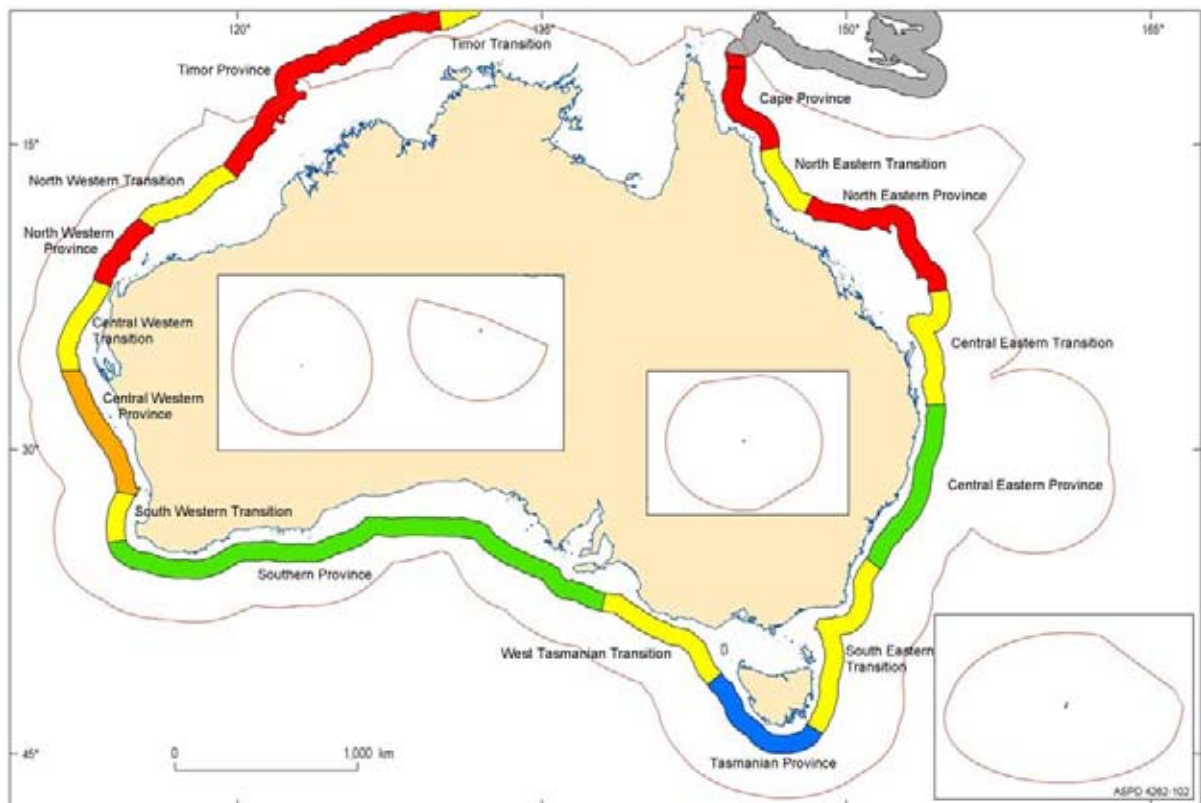 120°
135°
150°
165°
Timor Transition
Timor Province
Cape Province
15°
North Eastern Transition
North Western Transition
North Eastern Province
North Western
Province
Central Western
Transition
Central Eastern Transition
Central Western
Province
30°
Central Eastern Province
South Western Transition
Southern Province
West Tasmanian Transition
South Eastern
Transition
45°
0
1,000 km
Tasmanian Province
ASPD 4262-102